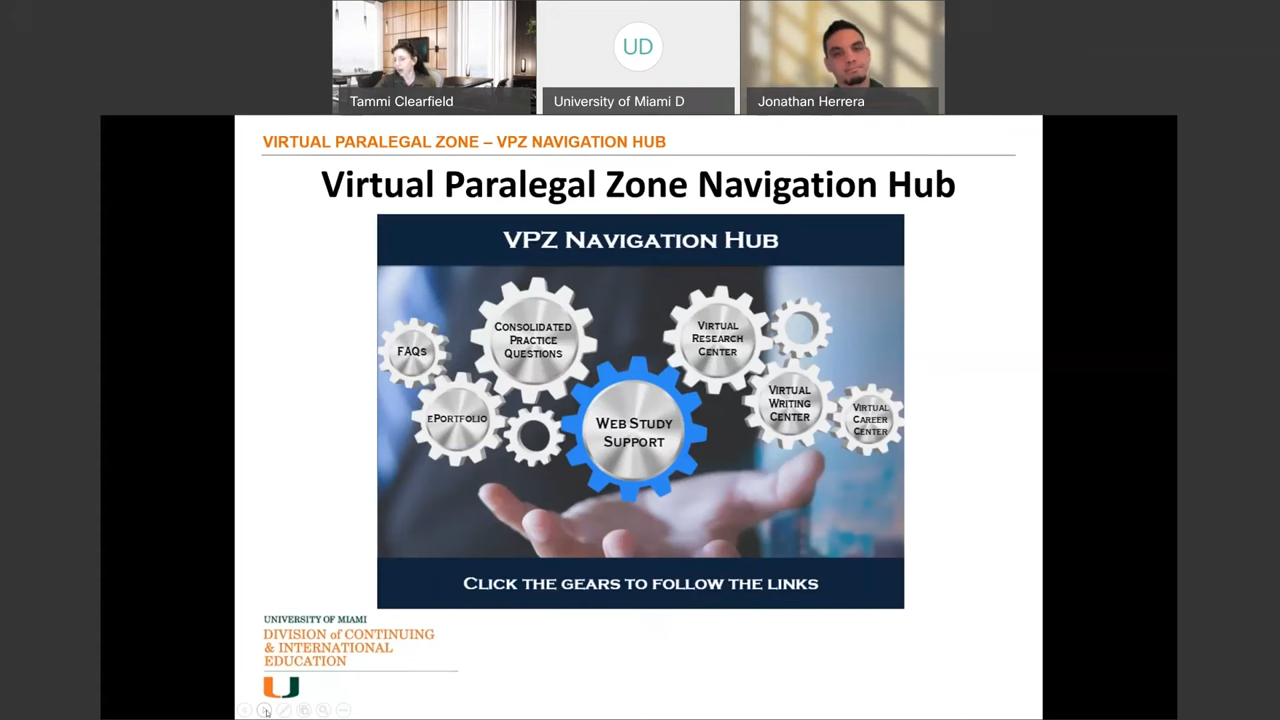 UD
Tammi Clearfield
University of Miami D
Jonathan Herrera
VIRTUAL PARALEGAL ZONE – VPZ NAVIGATION HUB
Virtual Paralegal Zone Navigation Hub
VPZ NAVIGATION HUB
FAQS
CONSOLIDATED
PRACTICE
QUESTIONS
EPORTFOLIO
WEB STUDY
SUPPORT
VIRTUAL
RESEARCH
CENTER
VIRTUAL
WRITING
CENTER
VIRTUAL
CAREER
CENTER
CLICK THE GEARS TO FOLLOW THE LINKS
UNIVERSITY OF MIAMI
DIVISION of CONTINUING
& INTERNATIONAL
EDUCATION
U